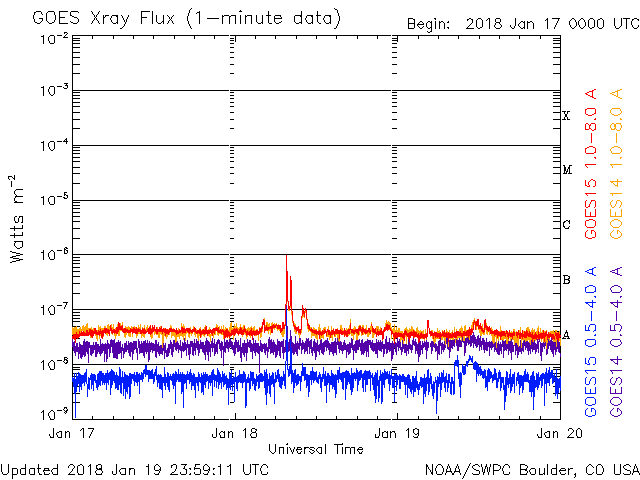 GOES Xray Flux (1-minute data)
Begin: 2018 Jan 17 0000 UTC
10⁻²
10⁻³
10⁻⁴
10⁻⁵
10⁻⁶
10⁻⁷
10⁻⁸
10⁻⁹
Watts m⁻²
X
M
C
B
A
GOES15 1.0-8.0 A
GOES14 1.0-8.0 A
GOES15 0.5-4.0 A
GOES14 0.5-4.0 A
Jan 17
Jan 18
Jan 19
Jan 20
Universal Time
Updated 2018 Jan 19 23:59:11 UTC
NOAA/SWPC Boulder, CO USA